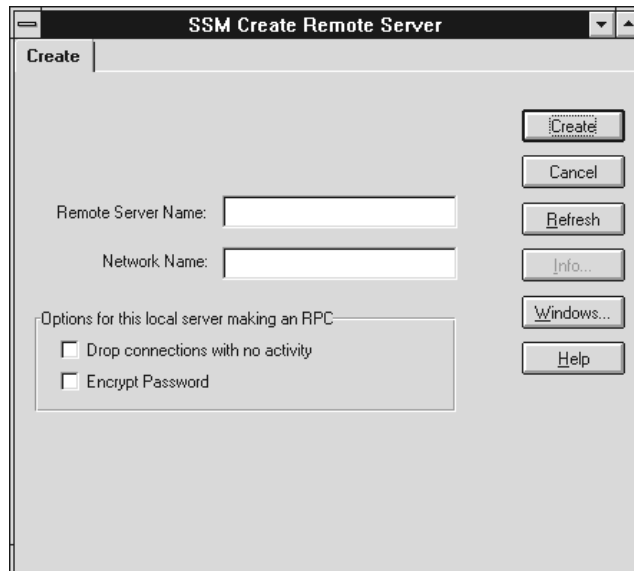 SSM Create Remote Server
Create
Create
Cancel
Remote Server Name:
Refresh
Network Name:
Info...
Options for this local server making an RPC
Windows...
Drop connections with no activity
Help
Encrypt Password